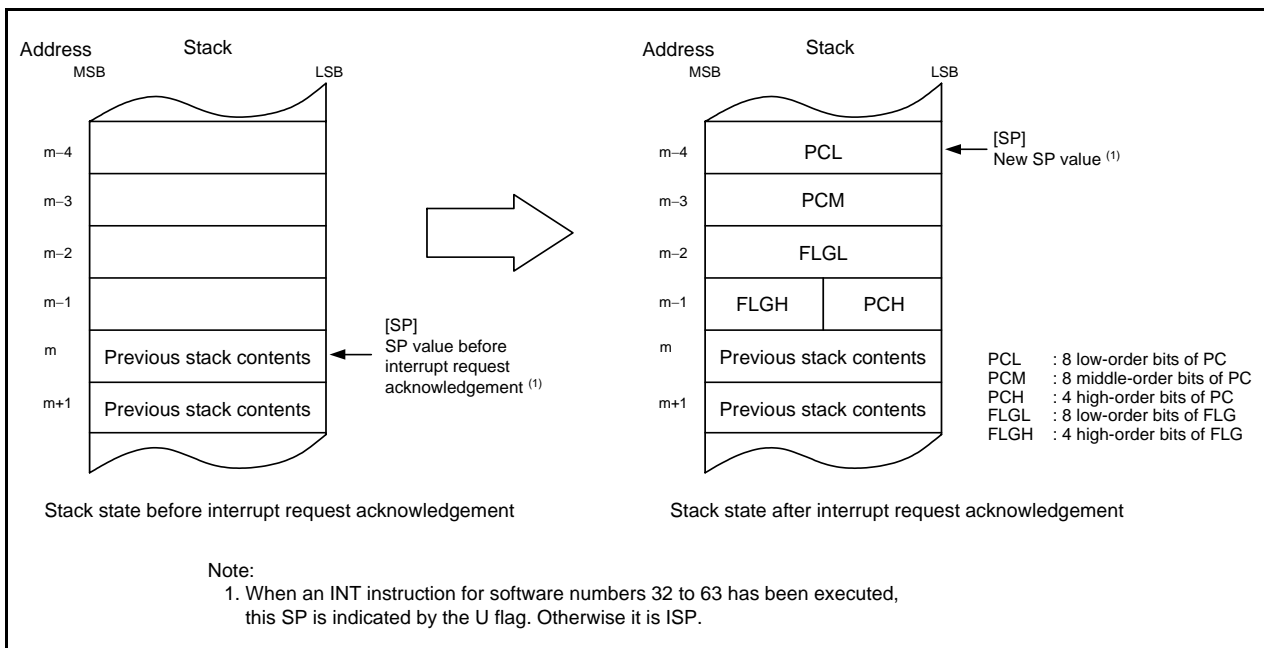 Address Stack
MSB LSB
m−4
m−3
m−2
m−1
m Previous stack contents
m+1 Previous stack contents
[SP]
SP value before
interrupt request
acknowledgement (1)
Stack state before interrupt request acknowledgement
Address Stack
MSB LSB
m−4 PCL
m−3 PCM
m−2 FLGL
m−1 FLGH PCH
m Previous stack contents
m+1 Previous stack contents
[SP]
New SP value (1)
PCL : 8 low-order bits of PC
PCM : 8 middle-order bits of PC
PCH : 4 high-order bits of PC
FLGL : 8 low-order bits of FLG
FLGH : 4 high-order bits of FLG
Stack state after interrupt request acknowledgement
Note:
1. When an INT instruction for software numbers 32 to 63 has been executed,
this SP is indicated by the U flag. Otherwise it is ISP.